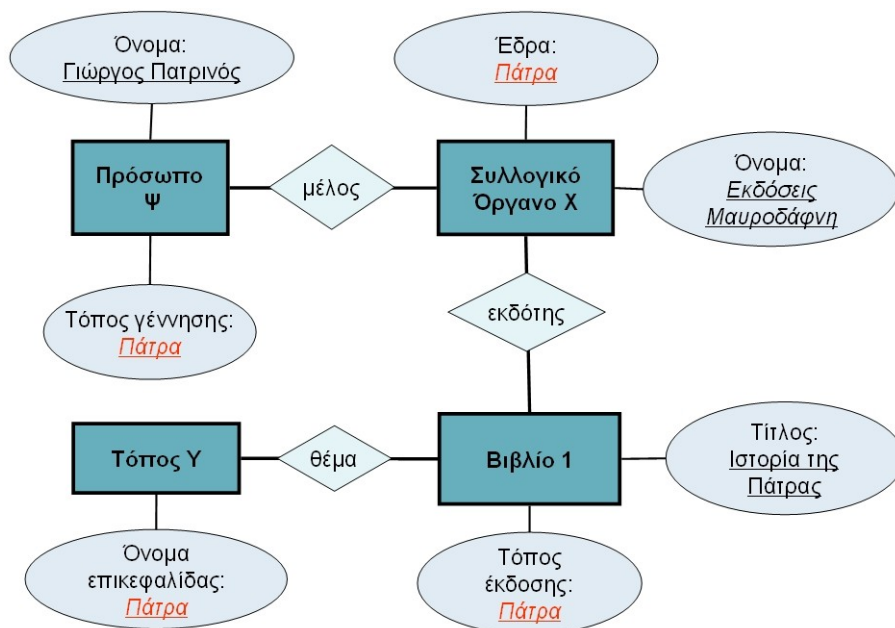 Όνομα:
Γιώργος Πατρινός
Έδρα:
Πάτρα
Πρόσωπο
Ψ
μέλος
Συλλογικό
Όργανο Χ
Όνομα:
Εκδόσεις
Μαυροδάφνη
Τόπος γέννησης:
Πάτρα
εκδότης
Τόπος Υ
θέμα
Βιβλίο 1
Τίτλος:
Ιστορία της
Πάτρας
Όνομα
επικεφαλίδας:
Πάτρα
Τόπος
έκδοσης:
Πάτρα